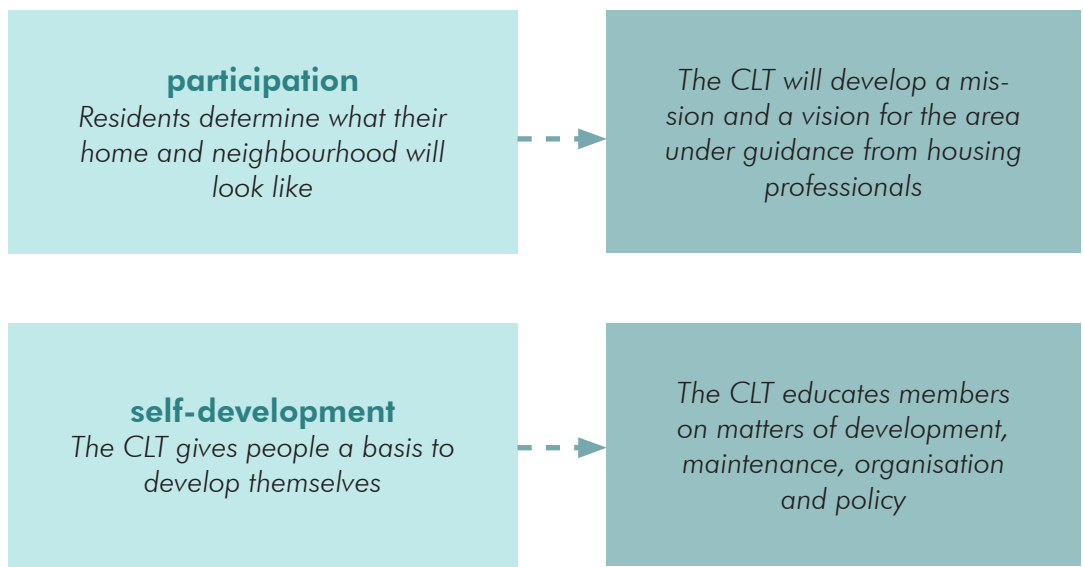 participation
Residents determine what their
home and neighbourhood will
look like
The CLT will develop a mis-
sion and a vision for the area
under guidance from housing
professionals
self-development
The CLT gives people a basis to
develop themselves
The CLT educates members
on matters of development,
maintenance, organisation
and policy